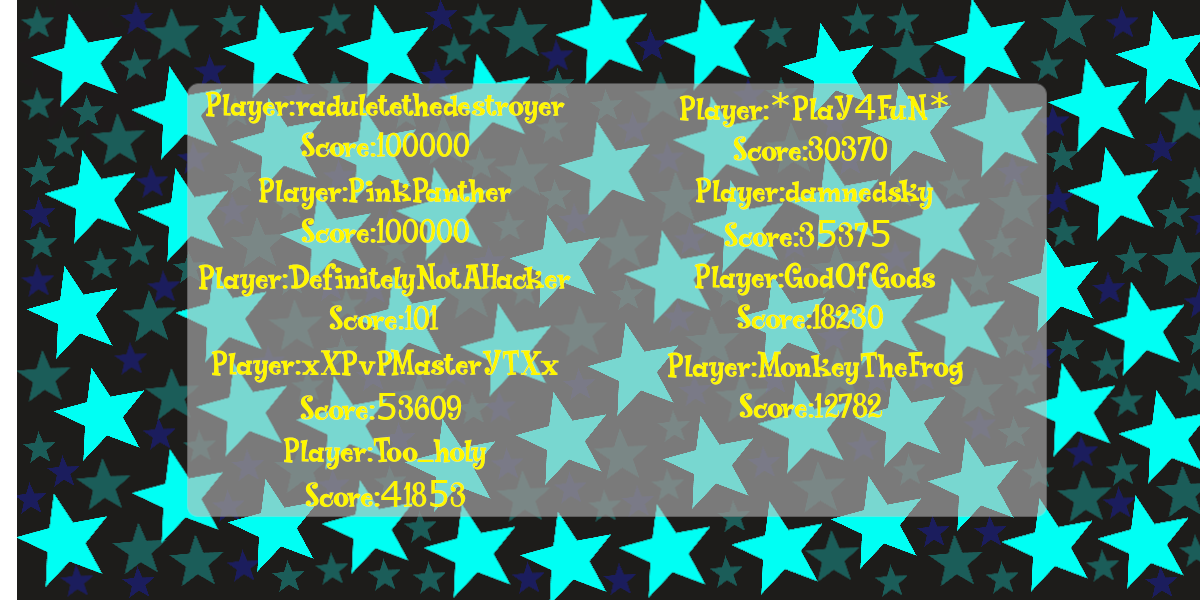 Player:raduletethedestroyer
Score:100000
Player:PinkPanther
Score:100000
Player:DefinitelyNotAHacker
Score:101
Player:xXPvPMasterYTXx
Score:53609
Player:Too_holy
Score:41853
Player:*PlaY4FuN*
Score:30370
Player:damnedsky
Score:35375
Player:GodOfGods
Score:18230
Player:MonkeyTheFrog
Score:12782